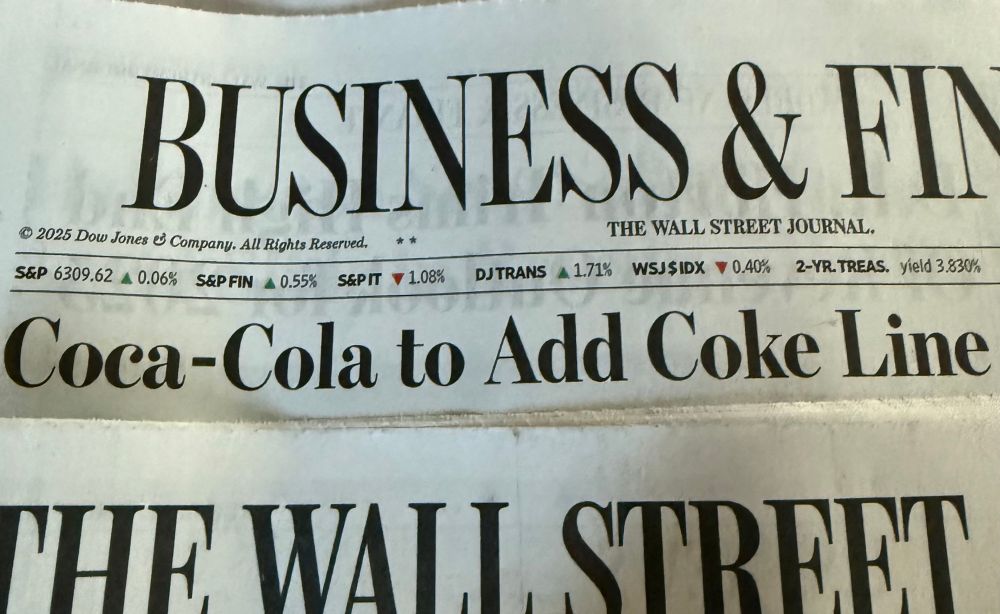 BUSINESS & FIN
© 2025 Dow Jones & Company. All Rights Reserved. * * THE WALL STREET JOURNAL.
S&P 6309.62 ▲ 0.06% S&P FIN ▲ 0.55% S&P IT ▼ 1.08% DJ TRANS ▲ 1.71% WSJ $ IDX ▼ 0.40% 2-YR. TREAS. yield 3.830%
Coca-Cola to Add Coke Line
THE WALL STREET